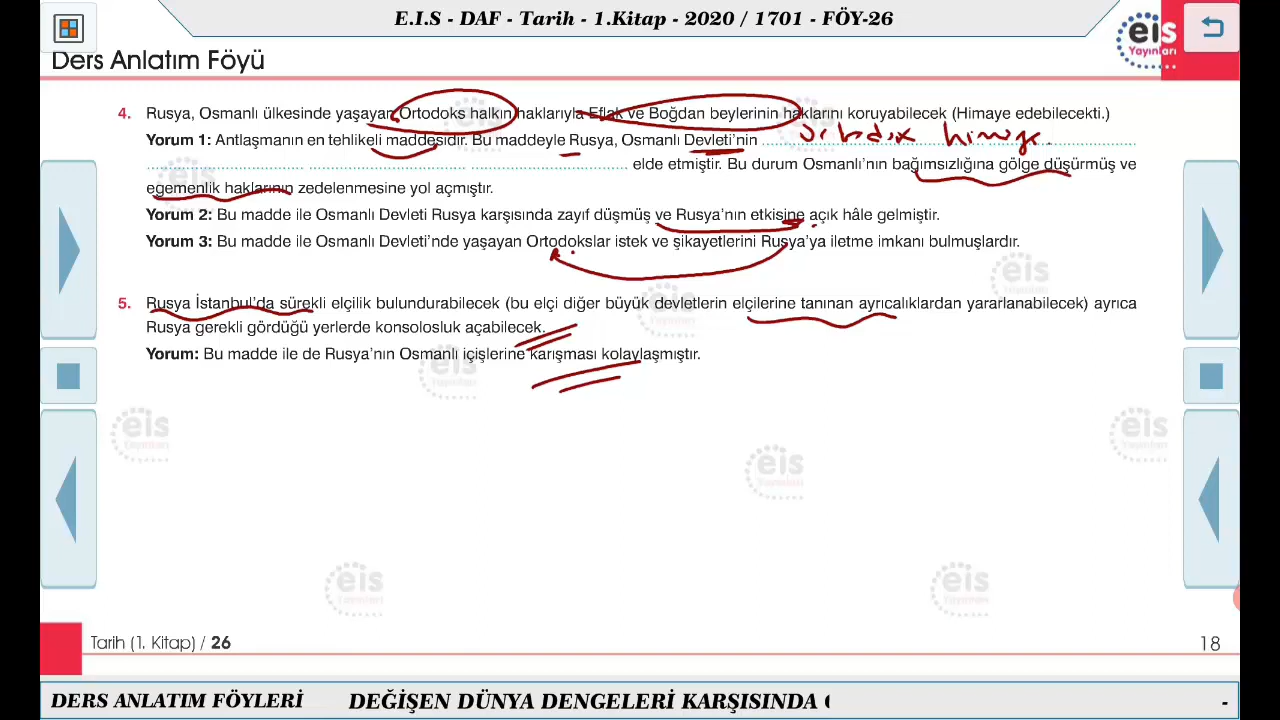 E.I.S - DAF - Tarih - 1.Kitap - 2020 / 1701 - FÖY-26
eis
Yayınları
Ders Anlatım Föyü
4. Rusya, Osmanlı ülkesinde yaşayan Ortodoks halkın haklarıyla Eflak ve Boğdan beylerinin haklarını koruyabilecek (Himaye edebilecekti.)
Yorum 1: Antlaşmanın en tehlikeli maddesidir. Bu maddeyle Rusya, Osmanlı Devleti'nin
elde etmiştir. Bu durum Osmanlı'nın bağımsızlığına gölge düşürmüş ve
egemenlik haklarının zedelenmesine yol açmıştır.
Yorum 2: Bu madde ile Osmanlı Devleti Rusya karşısında zayıf düşmüş ve Rusya'nın etkisine açık hâle gelmiştir.
Yorum 3: Bu madde ile Osmanlı Devleti'nde yaşayan Ortodokslar istek ve şikayetlerini Rusya'ya iletme imkanı bulmuşlardır.
5. Rusya İstanbul'da sürekli elçilik bulundurabilecek (bu elçi diğer büyük devletlerin elçilerine tanınan ayrıcalıklardan yararlanabilecek) ayrıca
Rusya gerekli gördüğü yerlerde konsolosluk açabilecek.
Yorum: Bu madde ile de Rusya'nın Osmanlı içişlerine karışması kolaylaşmıştır.
Tarih (1. Kitap) / 26
18
DERS ANLATIM FÖYLERİ DEĞİŞEN DÜNYA DENGELERİ KARŞISINDA
-